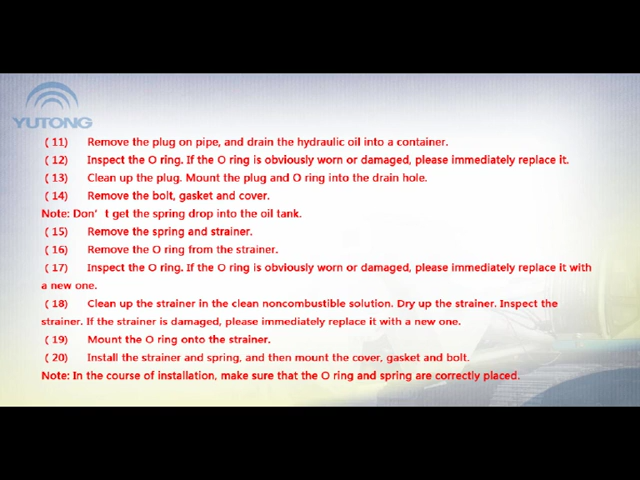 YUTONG
( 11) Remove the plug on pipe, and drain the hydraulic oil into a container.
( 12) Inspect the O ring. If the O ring is obviously worn or damaged, please immediately replace it.
( 13) Clean up the plug. Mount the plug and O ring into the drain hole.
( 14) Remove the bolt, gasket and cover.
Note: Don’ t get the spring drop into the oil tank.
( 15) Remove the spring and strainer.
( 16) Remove the O ring from the strainer.
( 17) Inspect the O ring. If the O ring is obviously worn or damaged, please immediately replace it with
a new one.
( 18) Clean up the strainer in the clean noncombustible solution. Dry up the strainer. Inspect the
strainer. If the strainer is damaged, please immediately replace it with a new one.
( 19) Mount the O ring onto the strainer.
( 20) Install the strainer and spring, and then mount the cover, gasket and bolt.
Note: In the course of installation, make sure that the O ring and spring are correctly placed.